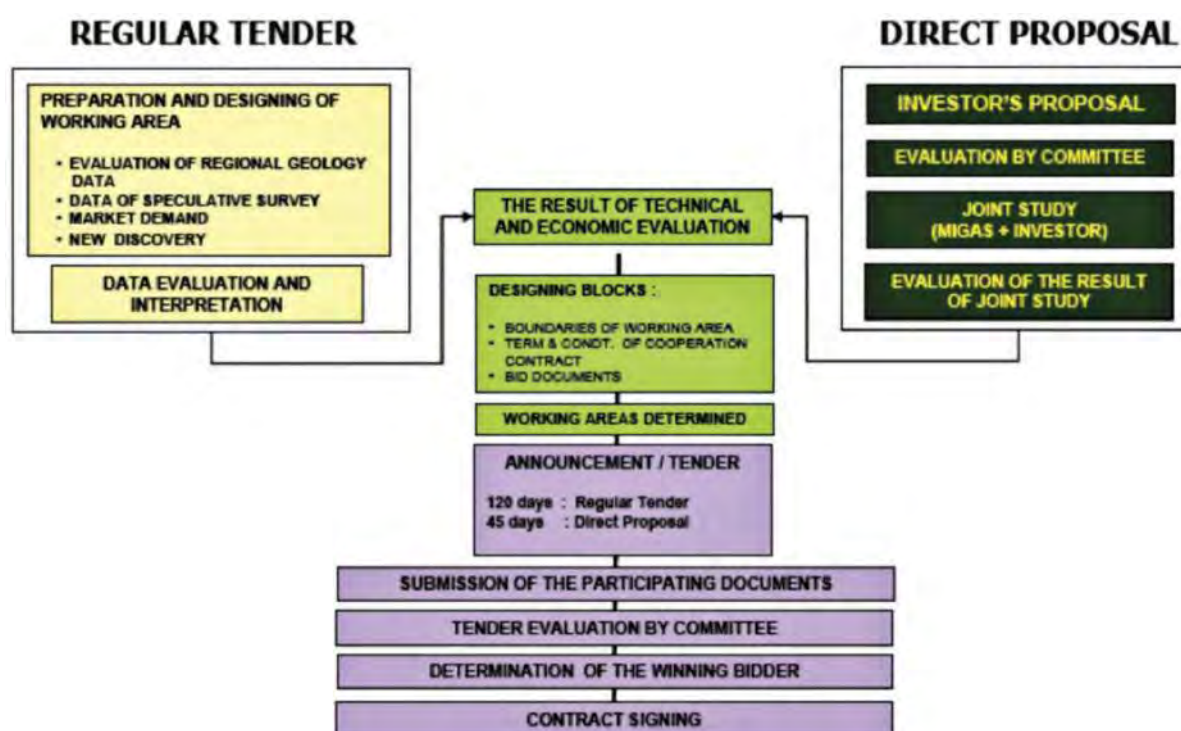 REGULAR TENDER
PREPARATION AND DESIGNING OF
WORKING AREA
• EVALUATION OF REGIONAL GEOLOGY
DATA
• DATA OF SPECULATIVE SURVEY
• MARKET DEMAND
• NEW DISCOVERY
DATA EVALUATION AND
INTERPRETATION
DIRECT PROPOSAL
INVESTOR'S PROPOSAL
EVALUATION BY COMMITTEE
JOINT STUDY
(MIGAS + INVESTOR)
EVALUATION OF THE RESULT
OF JOINT STUDY
THE RESULT OF TECHNICAL
AND ECONOMIC EVALUATION
DESIGNING BLOCKS :
• BOUNDARIES OF WORKING AREA
• TERM & CONDT. OF COOPERATION
CONTRACT
• BID DOCUMENTS
WORKING AREAS DETERMINED
ANNOUNCEMENT / TENDER
120 days : Regular Tender
45 days : Direct Proposal
SUBMISSION OF THE PARTICIPATING DOCUMENTS
TENDER EVALUATION BY COMMITTEE
DETERMINATION OF THE WINNING BIDDER
CONTRACT SIGNING